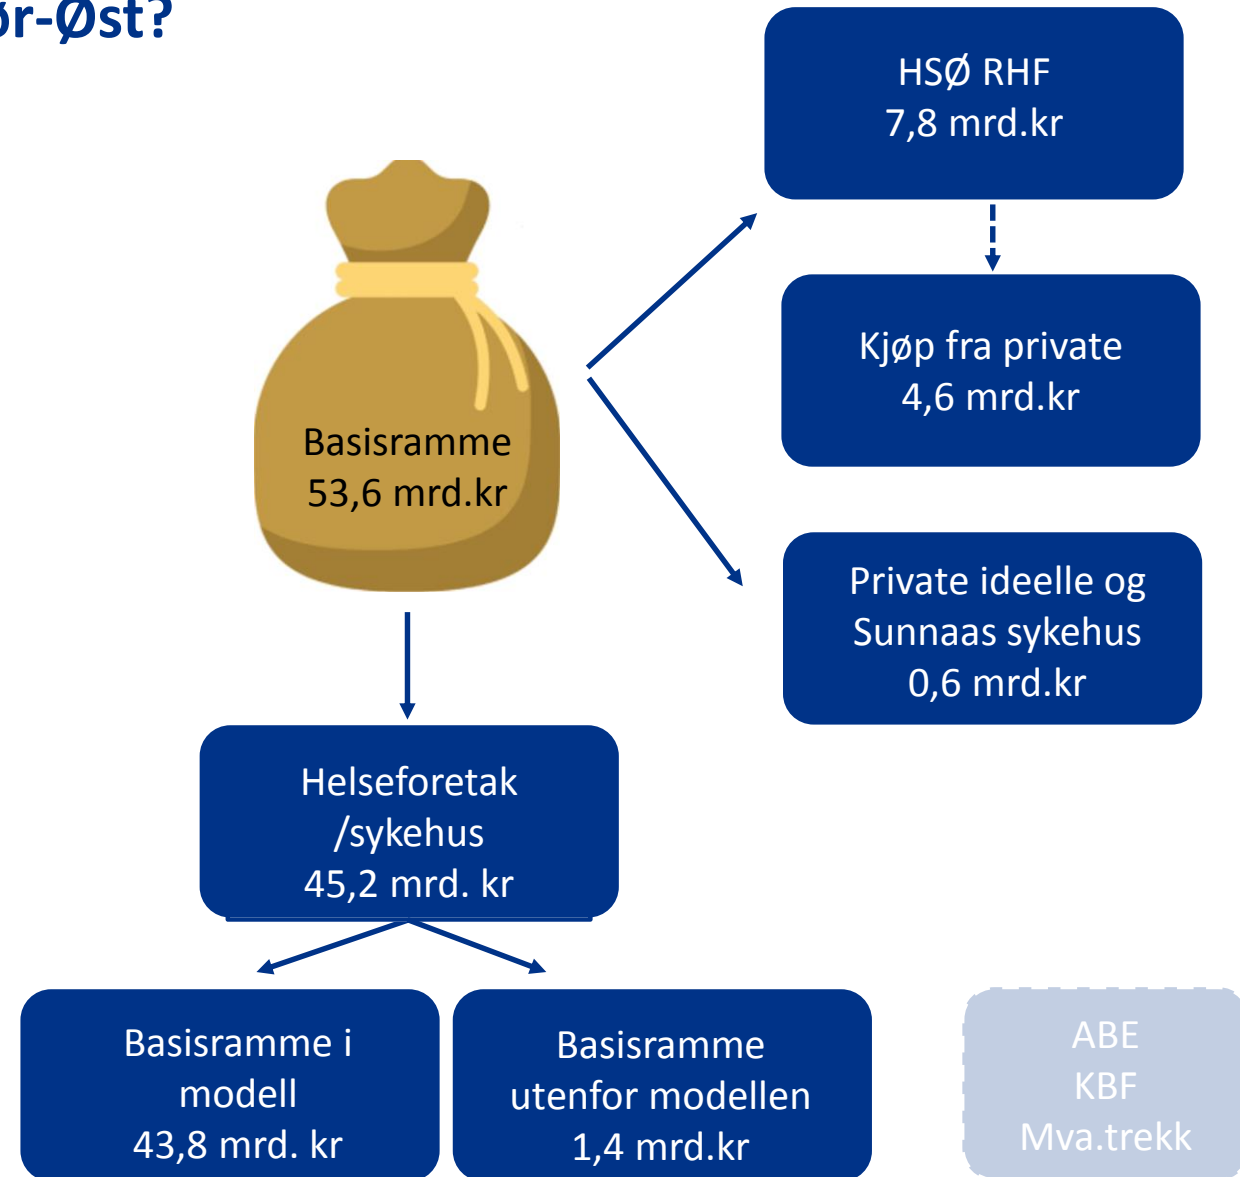 ør-Øst?
HSØ RHF
7,8 mrd.kr
Kjøp fra private
4,6 mrd.kr
Basisramme
53,6 mrd.kr
Private ideelle og
Sunnaas sykehus
0,6 mrd.kr
Helseforetak
/sykehus
45,2 mrd. kr
Basisramme i
modell
43,8 mrd. kr
Basisramme
utenfor modellen
1,4 mrd.kr
ABE
KBF
Mva.trekk